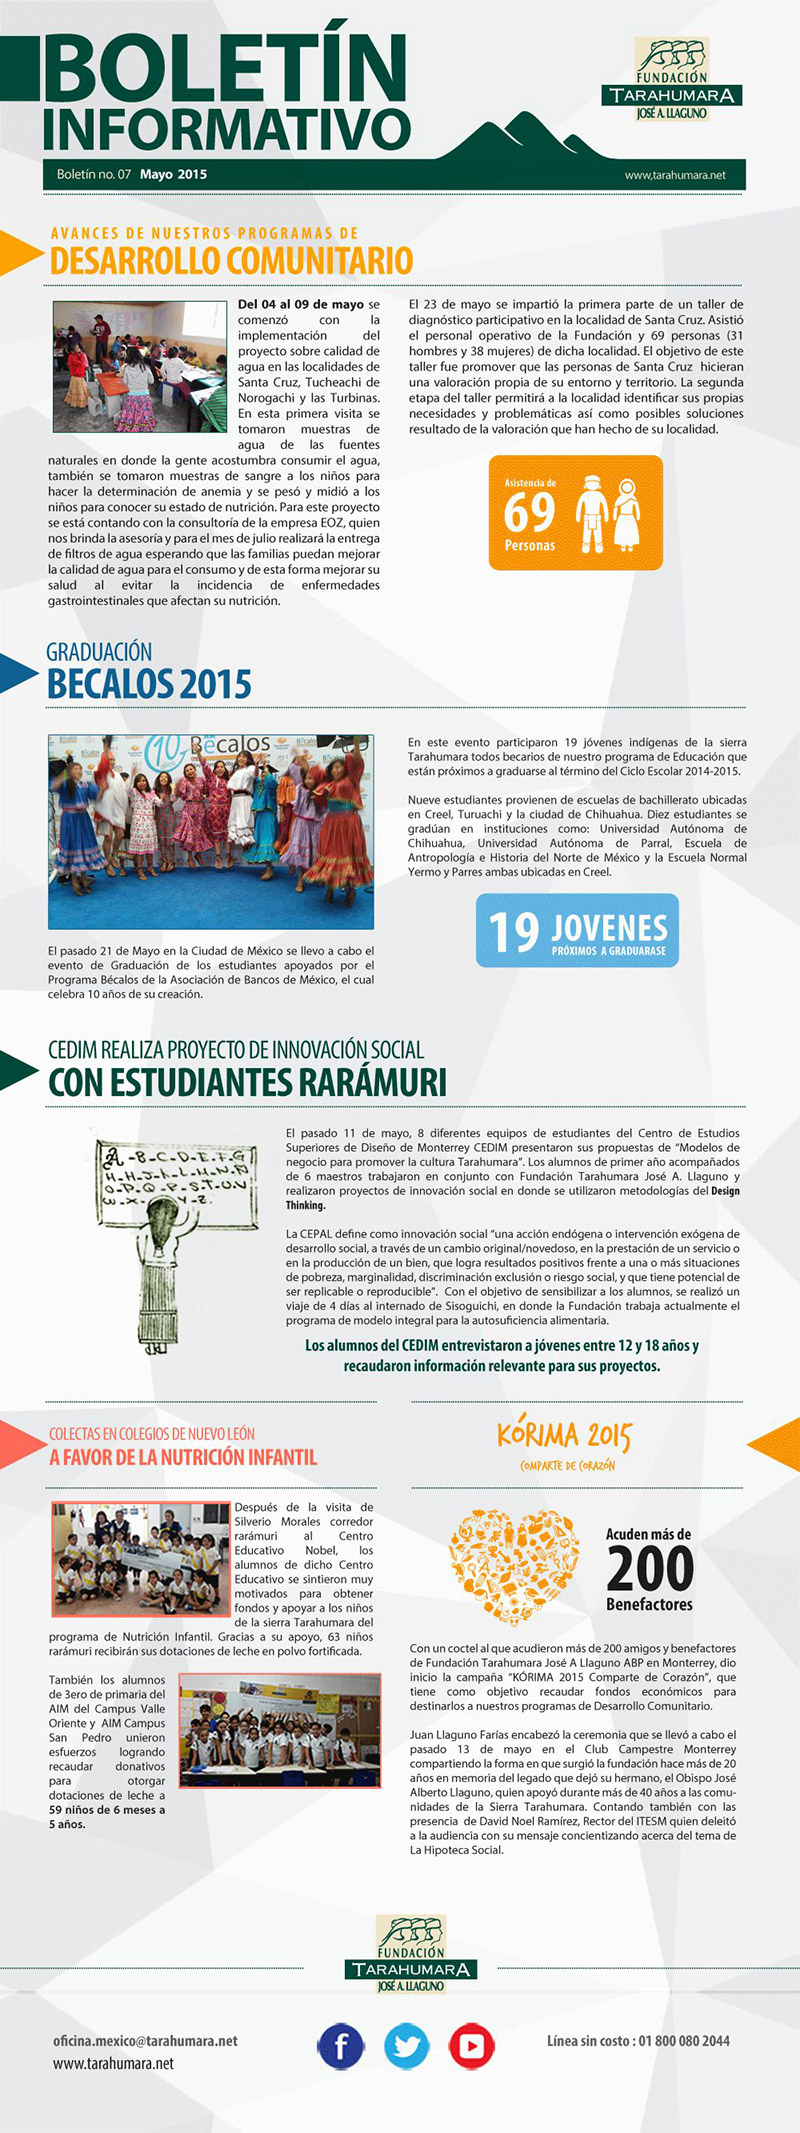 BOLETÍN
INFORMATIVO
FUNDACIÓN
TARAHUMARA
JOSÉ A. LLAGUNO
Boletín no. 07 Mayo 2015
www,tarahumara.net
AVANCES DE NUESTROS PROGRAMAS DE
DESARROLLO COMUNITARIO
Del 04 al 09 de mayo se
comenzó con la
implementación del
proyecto sobre calidad de
agua en las localidades de
Santa Cruz, Tucheachi de
Norogachi y las Turbinas.
En esta primera visita se
tomaron muestras de
agua de las fuentes
naturales en donde la gente acostumbra consumir el agua,
también se tomaron muestras de sangre a los niños para
hacer la determinación de anemia y se pesó y midió a los
niños para conocer su estado de nutrición. Para este proyecto
se está contando con la consultoría de la empresa EOZ, quien
nos brinda la asesoría y para el mes de julio realizará la entrega
de filtros de agua esperando que las familias puedan mejorar
la calidad de agua para el consumo y de esta forma mejorar su
salud al evitar la incidencia de enfermedades
gastrointestinales que afectan su nutrición.
El 23 de mayo se impartió la primera parte de un taller de
diagnóstico participativo en la localidad de Santa Cruz. Asistió
el personal operativo de la Fundación y 69 personas (31
hombres y 38 mujeres) de dicha localidad. El objetivo de este
taller fue promover que las personas de Santa Cruz hicieran
una valoración propia de su entorno y territorio. La segunda
etapa del taller permitirá a la localidad identificar sus propias
necesidades y problemáticas así como posibles soluciones
resultado de la valoración que han hecho de su localidad.
Asistencia de
69
Personas
GRADUACIÓN
BECALOS 2015
10
Bécalos
El pasado 21 de Mayo en la Ciudad de México se llevo a cabo el
evento de Graduación de los estudiantes apoyados por el
Programa Bécalos de la Asociación de Bancos de México, el cual
celebra 10 años de su creación.
En este evento participaron 19 jóvenes indígenas de la sierra
Tarahumara todos becarios de nuestro programa de Educación que
están próximos a graduarse al término del Ciclo Escolar 2014-2015.
Nueve estudiantes provienen de escuelas de bachillerato ubicadas
en Creel, Turuachi y la ciudad de Chihuahua. Diez estudiantes se
gradúan en instituciones como: Universidad Autónoma de
Chihuahua, Universidad Autónoma de Parral, Escuela de
Antropología e Historia del Norte de México y la Escuela Normal
Yermo y Parres ambas ubicadas en Creel.
19 JOVENES
PRÓXIMOS A GRADUARASE
CEDIM REALIZA PROYECTO DE INNOVACIÓN SOCIAL
CON ESTUDIANTES RARÁMURI
A-B-C-D-E-F-G
H-H-J-K-L-M-N-Ñ
O-P-Q-R-S-T-U-V
W-X-Y-Z-
El pasado 11 de mayo, 8 diferentes equipos de estudiantes del Centro de Estudios
Superiores de Diseño de Monterrey CEDIM presentaron sus propuestas de “Modelos de
negocio para promover la cultura Tarahumara”. Los alumnos de primer año acompañados
de 6 maestros trabajaron en conjunto con Fundación Tarahumara José A. Llaguno y
realizaron proyectos de innovación social en donde se utilizaron metodologías del Design
Thinking.
La CEPAL define como innovación social “una acción endógena o intervención exógena de
desarrollo social, a través de un cambio original/novedoso, en la prestación de un servicio o
en la producción de un bien, que logra resultados positivos frente a una o más situaciones
de pobreza, marginalidad, discriminación exclusión o riesgo social, y que tiene potencial de
ser replicable o reproducible”. Con el objetivo de sensibilizar a los alumnos, se realizó un
viaje de 4 días al internado de Sisoguichi, en donde la Fundación trabaja actualmente el
programa de modelo integral para la autosuficiencia alimentaria.
Los alumnos del CEDIM entrevistaron a jóvenes entre 12 y 18 años y
recaudaron información relevante para sus proyectos.
COLECTAS EN COLEGIOS DE NUEVO LEÓN
A FAVOR DE LA NUTRICIÓN INFANTIL
Después de la visita de
Silverio Morales corredor
rarámuri al Centro
Educativo Nobel, los
alumnos de dicho Centro
Educativo se sintieron muy
motivados para obtener
fondos y apoyar a los niños
de la sierra Tarahumara del
programa de Nutrición Infantil. Gracias a su apoyo, 63 niños
rarámuri recibirán sus dotaciones de leche en polvo fortificada.
También los alumnos
de 3ero de primaria del
AIM del Campus Valle
Oriente y AIM Campus
San Pedro unieron
esfuerzos logrando
recaudar donativos
para otorgar
dotaciones de leche a
59 niños de 6 meses a
5 años.
KÓRIMA 2015
COMPARTE DE CORAZÓN
Acuden más de
200
Benefactores
Con un coctel al que acudieron más de 200 amigos y benefactores
de Fundación Tarahumara José A Llaguno ABP en Monterrey, dio
inicio la campaña “KÓRIMA 2015 Comparte de Corazón”, que
tiene como objetivo recaudar fondos económicos para
destinarlos a nuestros programas de Desarrollo Comunitario.
Juan Llaguno Farías encabezó la ceremonia que se llevó a cabo el
pasado 13 de mayo en el Club Campestre Monterrey
compartiendo la forma en que surgió la fundación hace más de 20
años en memoria del legado que dejó su hermano, el Obispo José
Alberto Llaguno, quien apoyó durante más de 40 años a las comu-
nidades de la Sierra Tarahumara. Contando también con las
presencia de David Noel Ramírez, Rector del ITESM quien deleitó
a la audiencia con su mensaje concientizando acerca del tema de
La Hipoteca Social.
FUNDACIÓN
TARAHUMARA
JOSÉ A. LLAGUNO
oficina.mexico@tarahumara.net
www.tarahumara.net
Línea sin costo : 01 800 080 2044